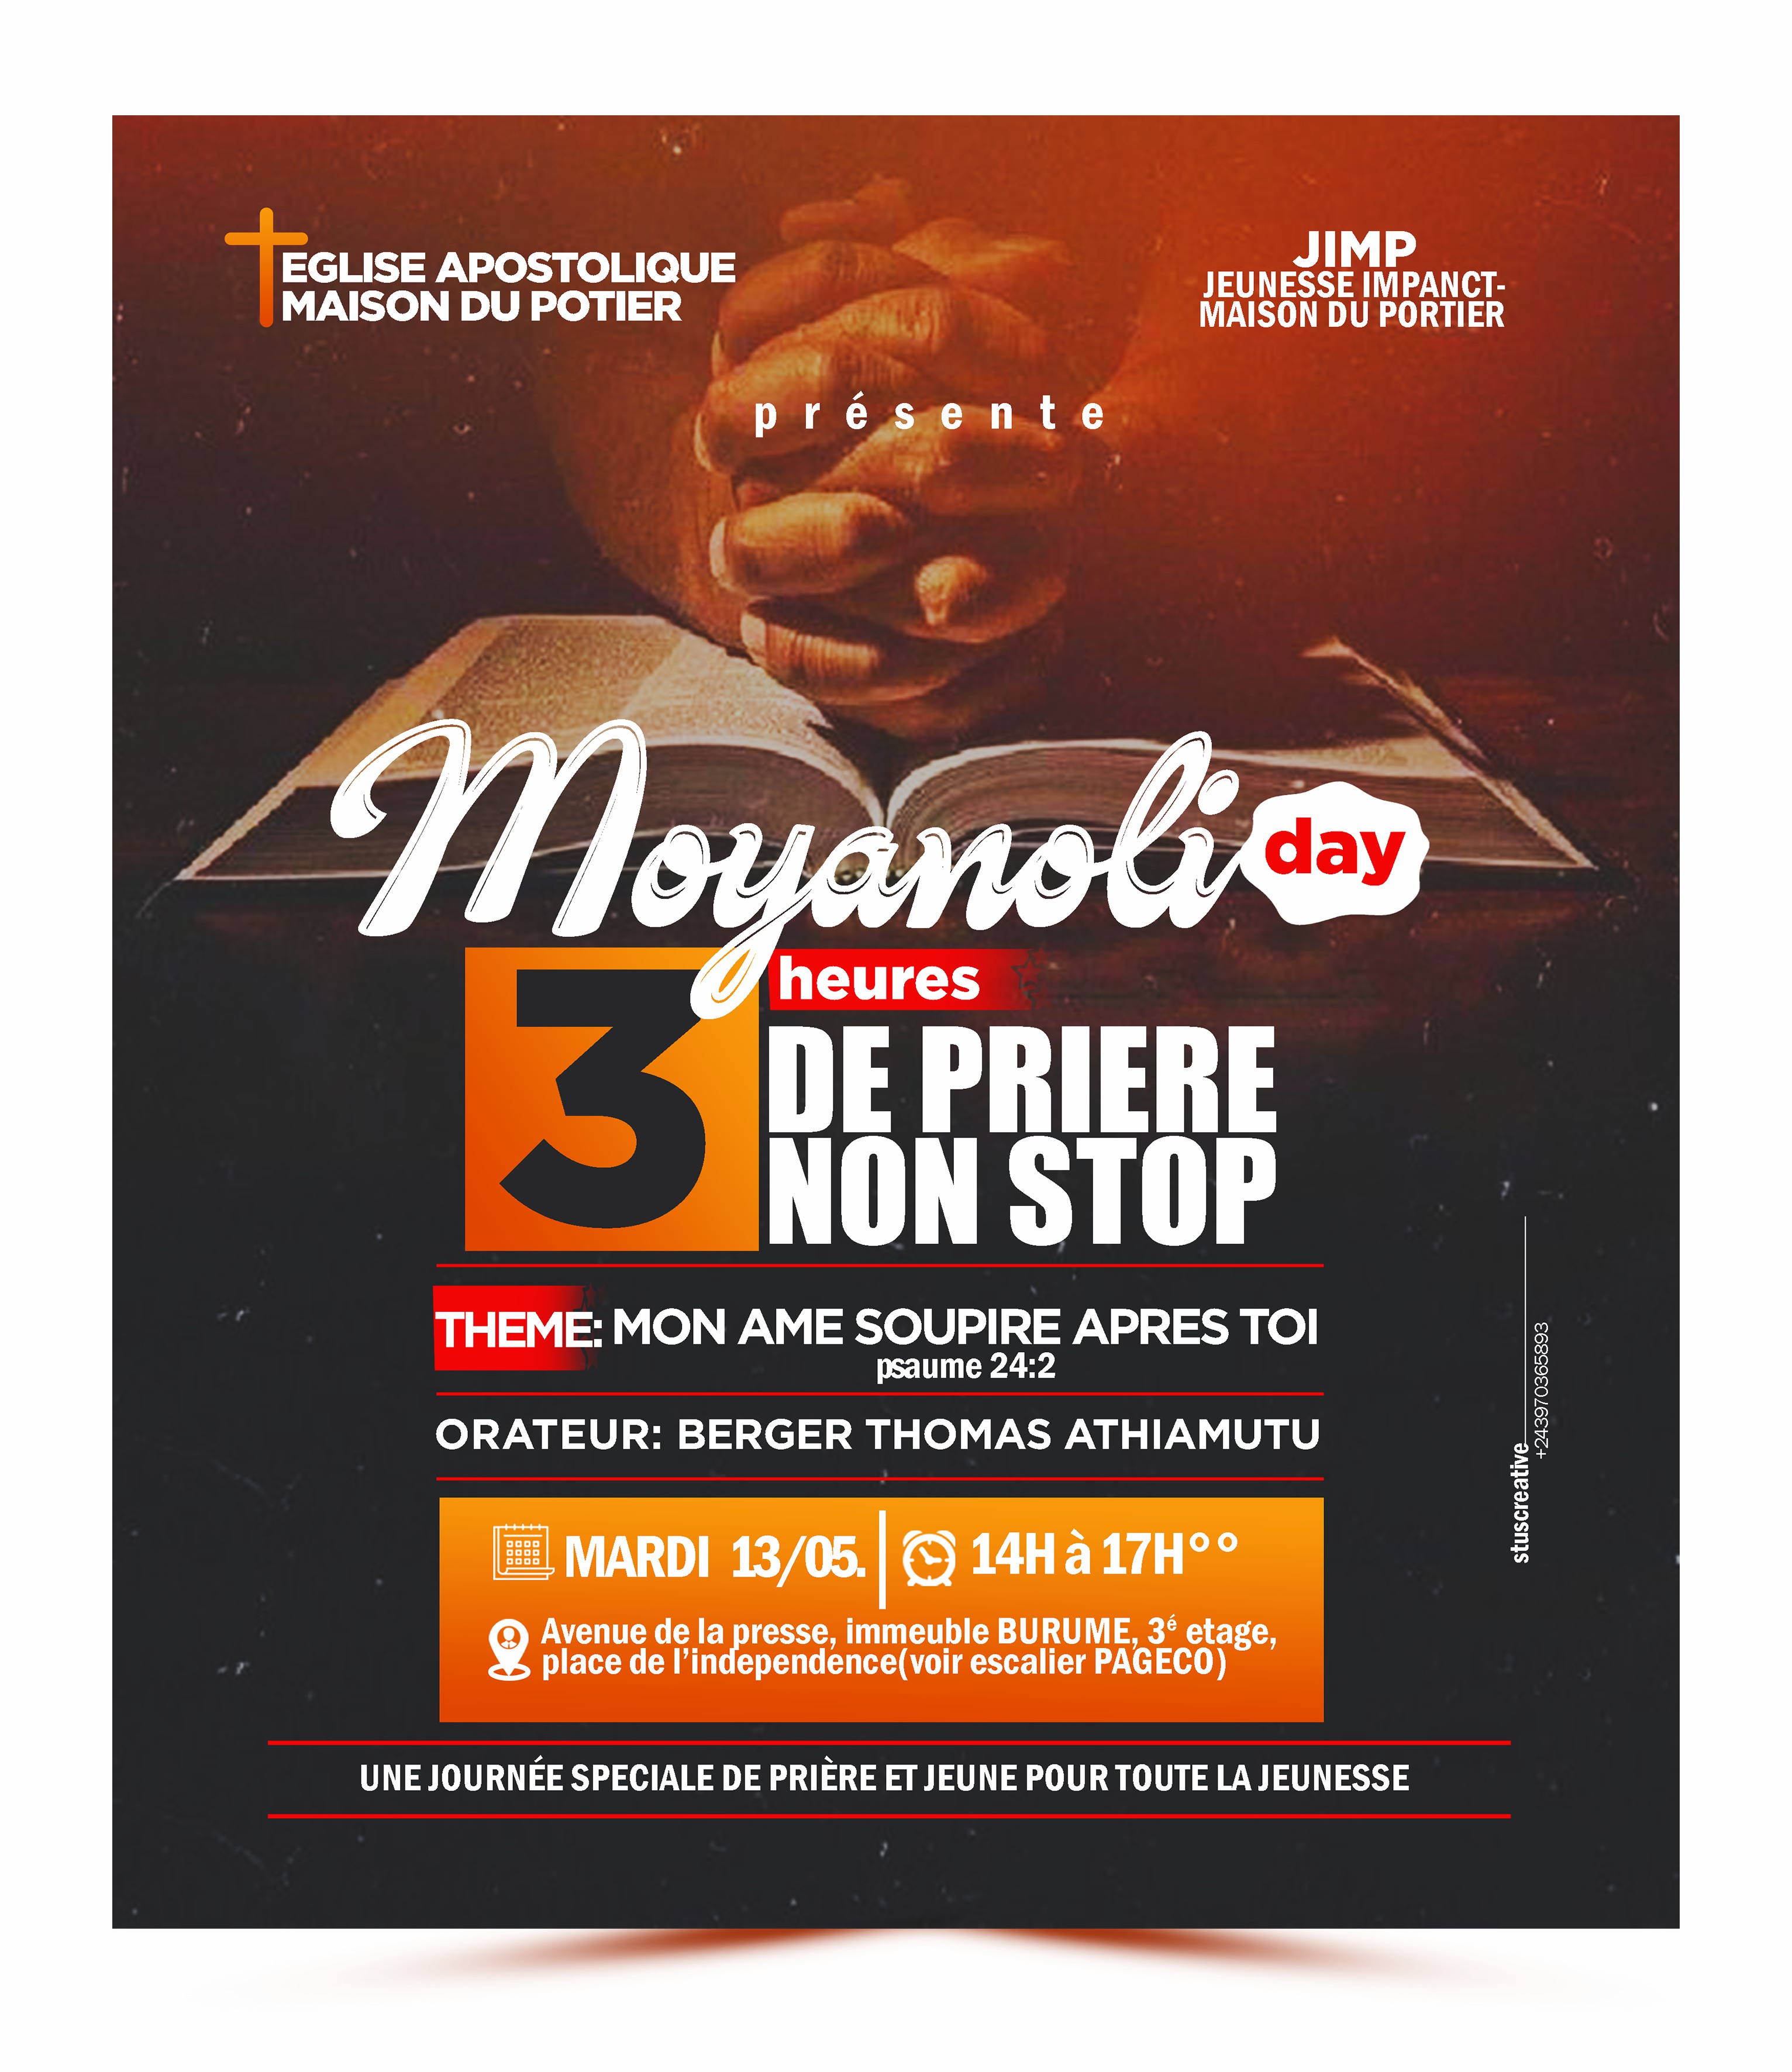 EGLISE APOSTOLIQUE
MAISON DU POTIER
JIMP
JEUNESSE IMPANCT-
MAISON DU PORTIER
présente
Moyanoli day
3 heures
DE PRIERE
NON STOP
THEME: MON AME SOUPIRE APRES TOI
psaume 24:2
ORATEUR: BERGER THOMAS ATHIAMUTU
MARDI 13/05. | 14H à 17H°°
Avenue de la presse, immeuble BURUME, 3é etage,
place de l'independence(voir escalier PAGECO)
UNE JOURNÉE SPECIALE DE PRIÈRE ET JEUNE POUR TOUTE LA JEUNESSE
stuscreative
+243970365893